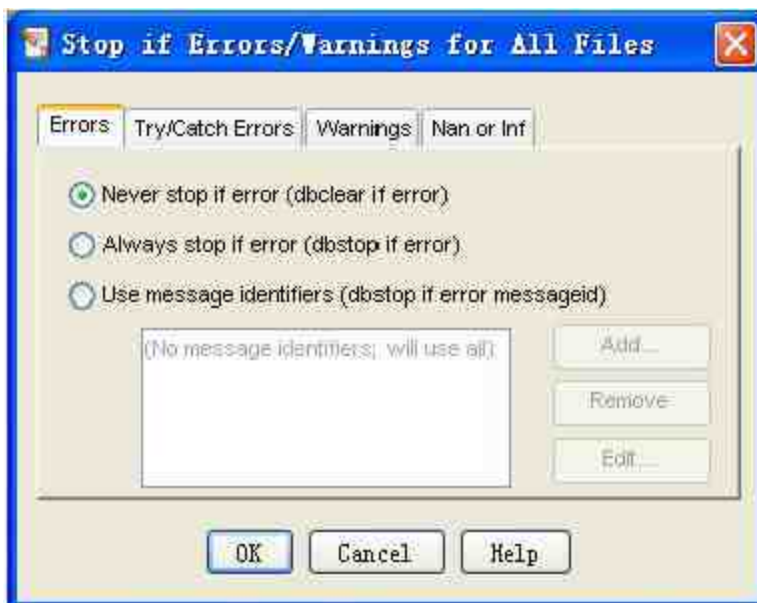 Stop if Errors/Warnings for All Files
Errors Try/Catch Errors Warnings Nan or Inf
Never stop if error (dbclear if error)
Always stop if error (dbstop if error)
Use message identifiers (dbstop if error messageid)
(No message identifiers; will use all)
Add...
Remove
Edit...
OK Cancel Help